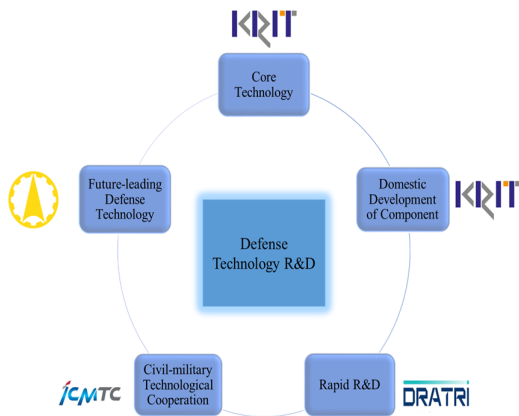 KRIT
Core
Technology
Future-leading
Defense
Technology
Domestic
Development
of Component
KRIT
Defense
Technology R&D
Civil-military
Technological
Cooperation
ICMTC
Rapid R&D
DRATRI